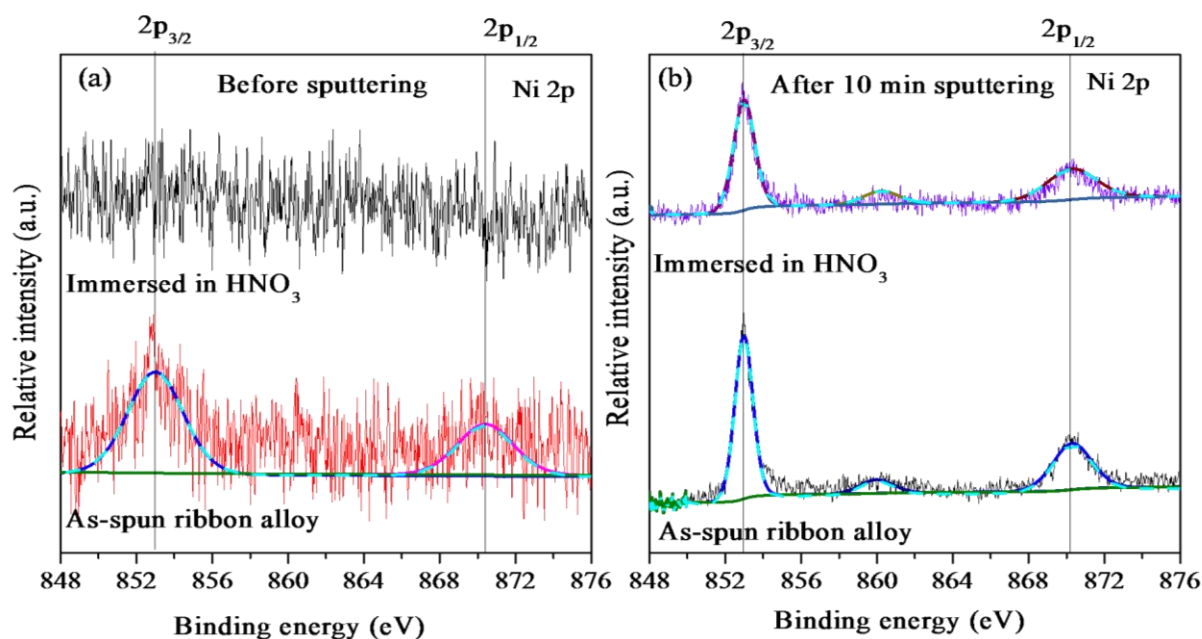 2p3/2 2p1/2
(a) Before sputtering Ni 2p
Immersed in HNO3
As-spun ribbon alloy
Relative intensity (a.u.)
848 852 856 860 864 868 872 876
Binding energy (eV)
2p3/2 2p1/2
(b) After 10 min sputtering Ni 2p
Immersed in HNO3
As-spun ribbon alloy
Relative intensity (a.u.)
848 852 856 860 864 868 872 876
Binding energy (eV)